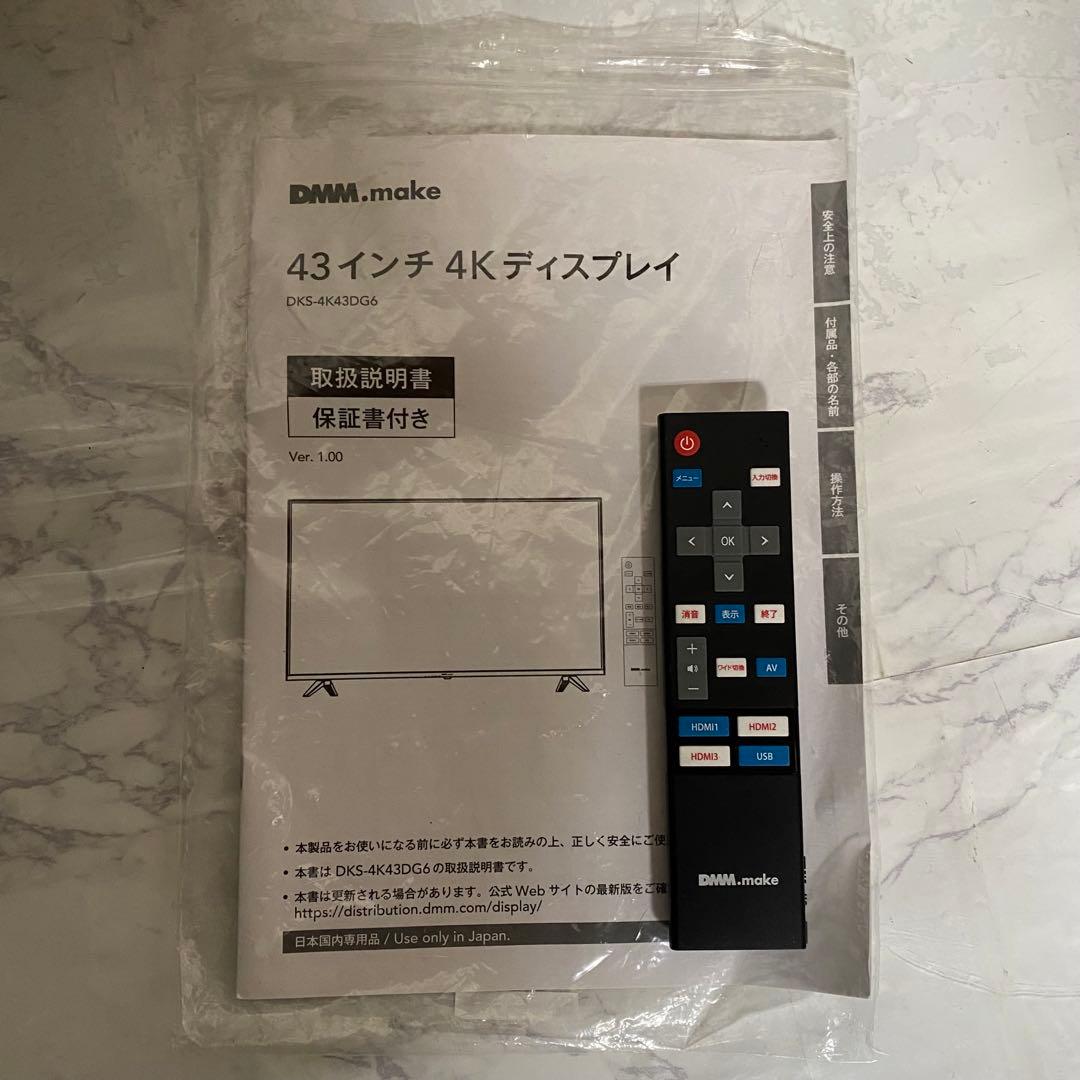 DMM.make
43インチ 4Kディスプレイ
DKS-4K43DG6
取扱説明書
保証書付き
Ver. 1.00
安全上の注意
付属品・各部の名前
操作方法
その他
メニュー
入力切換
OK
消音
表示
終了
ワイド切換
AV
HDMI1
HDMI2
HDMI3
USB
DMM.make
• 本製品をお使いになる前に必ず本書をお読みの上、正しく安全にご使
• 本書は DKS-4K43DG6 の取扱説明書です。
• 本書は更新される場合があります。公式 Web サイトの最新版をご確
https://distribution.dmm.com/display/
日本国内専用品 / Use only in Japan.